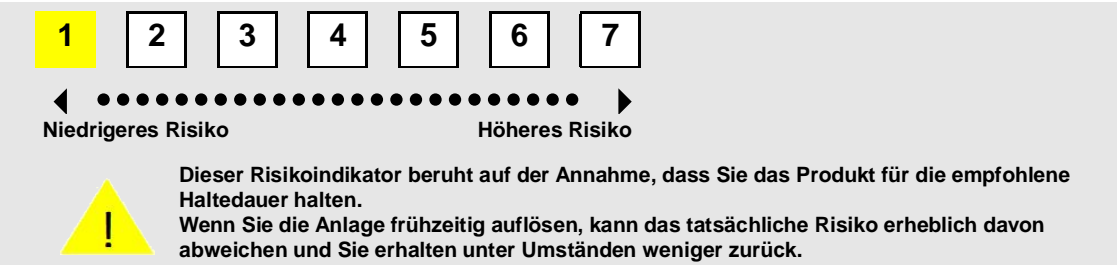 1 2 3 4 5 6 7
Niedrigeres Risiko Höheres Risiko
Dieser Risikoindikator beruht auf der Annahme, dass Sie das Produkt für die empfohlene
Haltedauer halten.
! Wenn Sie die Anlage frühzeitig auflösen, kann das tatsächliche Risiko erheblich davon
abweichen und Sie erhalten unter Umständen weniger zurück.